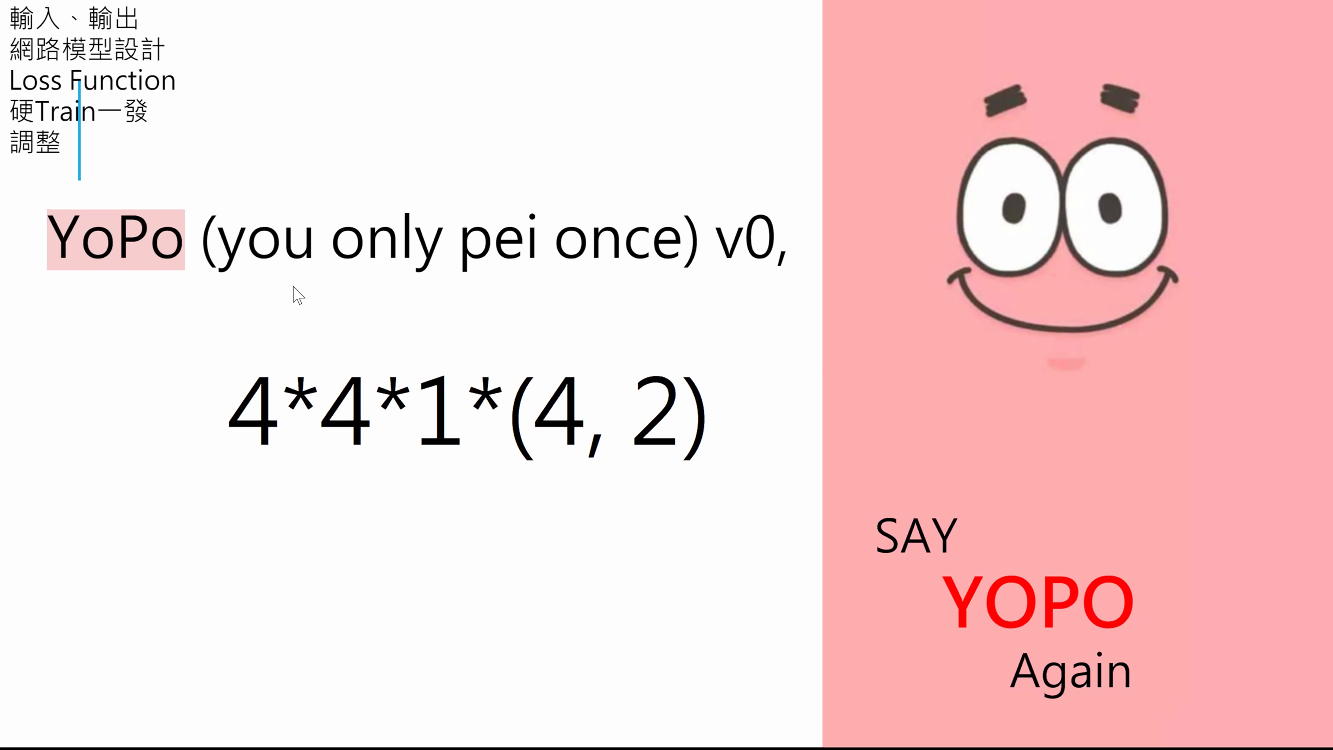 輸入、輸出
網路模型設計
Loss Function
硬Train一發
調整
YoPo (you only pei once) v0,
4*4*1*(4, 2)
SAY
YOPO
Again